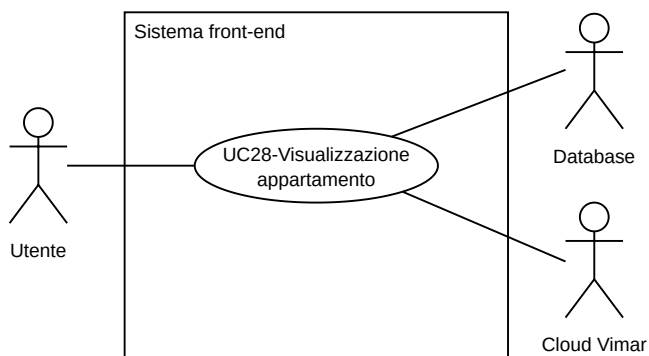 Sistema front-end
UC28-Visualizzazione
appartamento
Utente
Database
Cloud Vimar